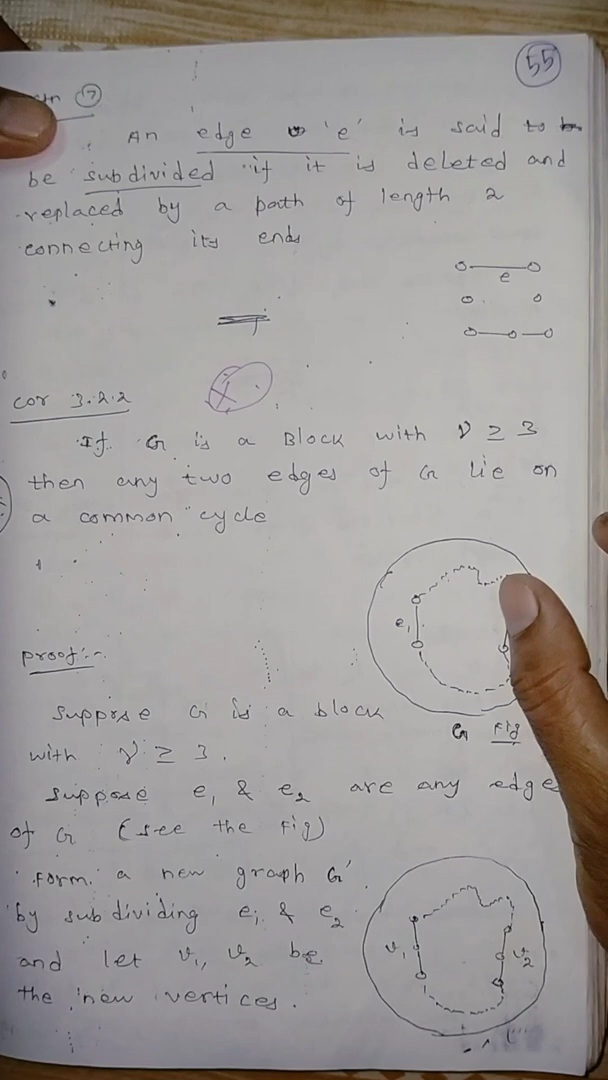 55
⑦
An edge 'e' is said to
be subdivided if it is deleted and
replaced by a path of length 2
connecting its ends
e
cor 3.2.2
If G is a Block with γ ≥ 3
then any two edges of G lie on
a common cycle
e₁
proof:-
G Fig
Suppose G is a block
with γ ≥ 3.
Suppose e₁ & e₂ are any edges
of G (see the Fig)
Form a new graph G'
by subdividing e₁ & e₂
and let v₁, v₂ be
the new vertices.
v₁ v₂